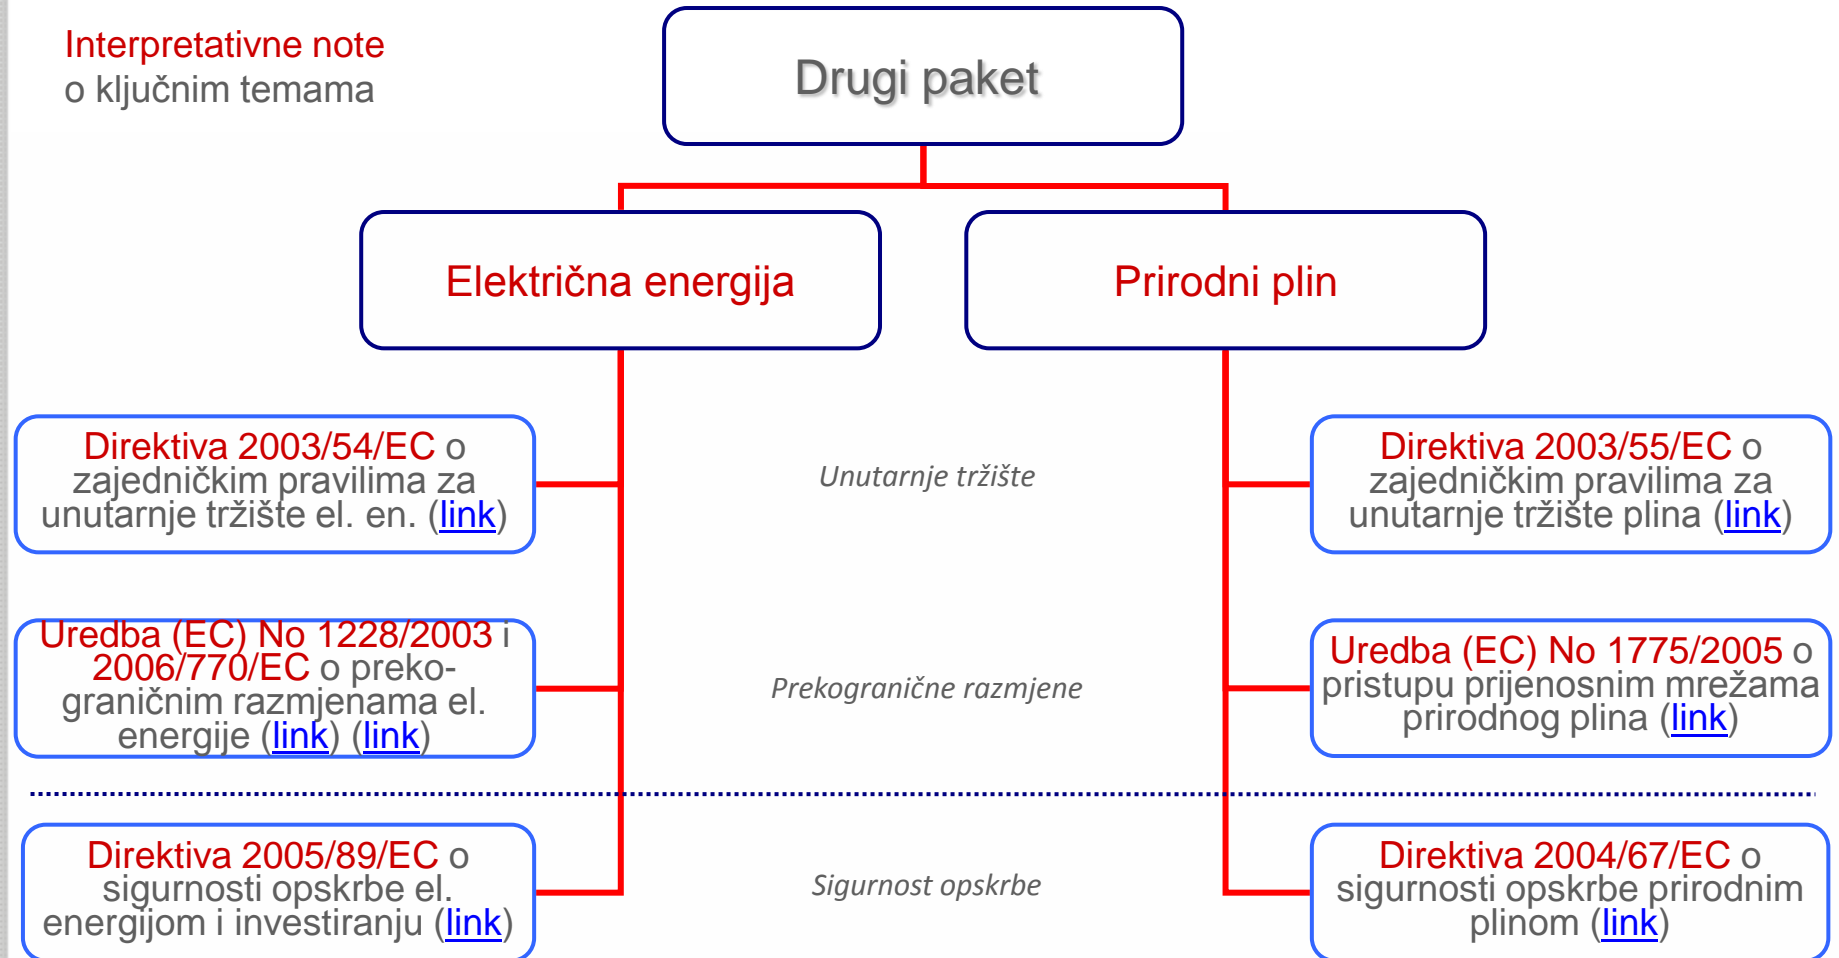 Interpretativne note
o ključnim temama
Drugi paket
Električna energija
Prirodni plin
Direktiva 2003/54/EC o
zajedničkim pravilima za
unutarnje tržište el. en. (link)
Unutarnje tržište
Direktiva 2003/55/EC o
zajedničkim pravilima za
unutarnje tržište plina (link)
Uredba (EC) No 1228/2003 i
2006/770/EC o preko-
graničnim razmjenama el.
energije (link) (link)
Prekogranične razmjene
Uredba (EC) No 1775/2005 o
pristupu prijenosnim mrežama
prirodnog plina (link)
Direktiva 2005/89/EC o
sigurnosti opskrbe el.
energijom i investiranju (link)
Sigurnost opskrbe
Direktiva 2004/67/EC o
sigurnosti opskrbe prirodnim
plinom (link)